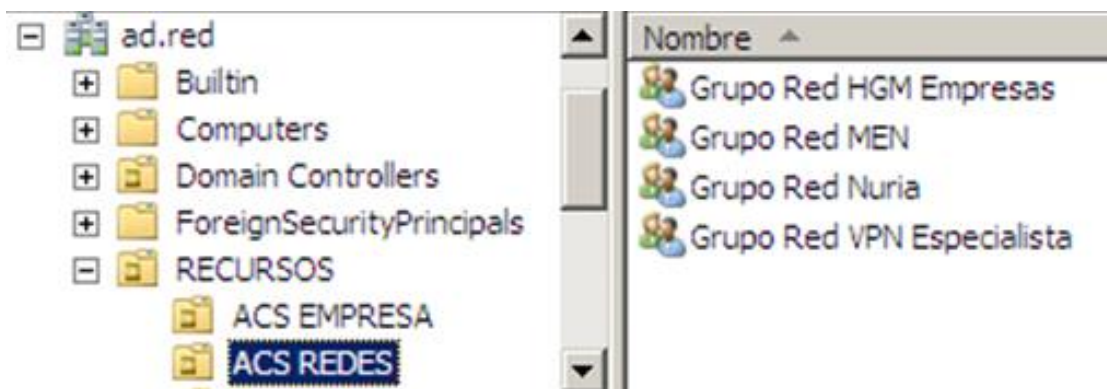 ad.red
Builtin
Computers
Domain Controllers
ForeignSecurityPrincipals
RECURSOS
ACS EMPRESA
ACS REDES
Nombre
Grupo Red HGM Empresas
Grupo Red MEN
Grupo Red Nuria
Grupo Red VPN Especialista